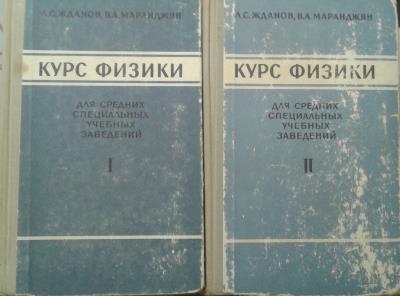 Л.С.ЖДАНОВ, В.А.МАРАНДЖЯН
КУРС ФИЗИКИ
ДЛЯ СРЕДНИХ
СПЕЦИАЛЬНЫХ
УЧЕБНЫХ
ЗАВЕДЕНИЙ
I
Л.С.ЖДАНОВ, В.А.МАРАНДЖЯН
КУРС ФИЗИКИ
ДЛЯ СРЕДНИХ
СПЕЦИАЛЬНЫХ
УЧЕБНЫХ
ЗАВЕДЕНИЙ
II